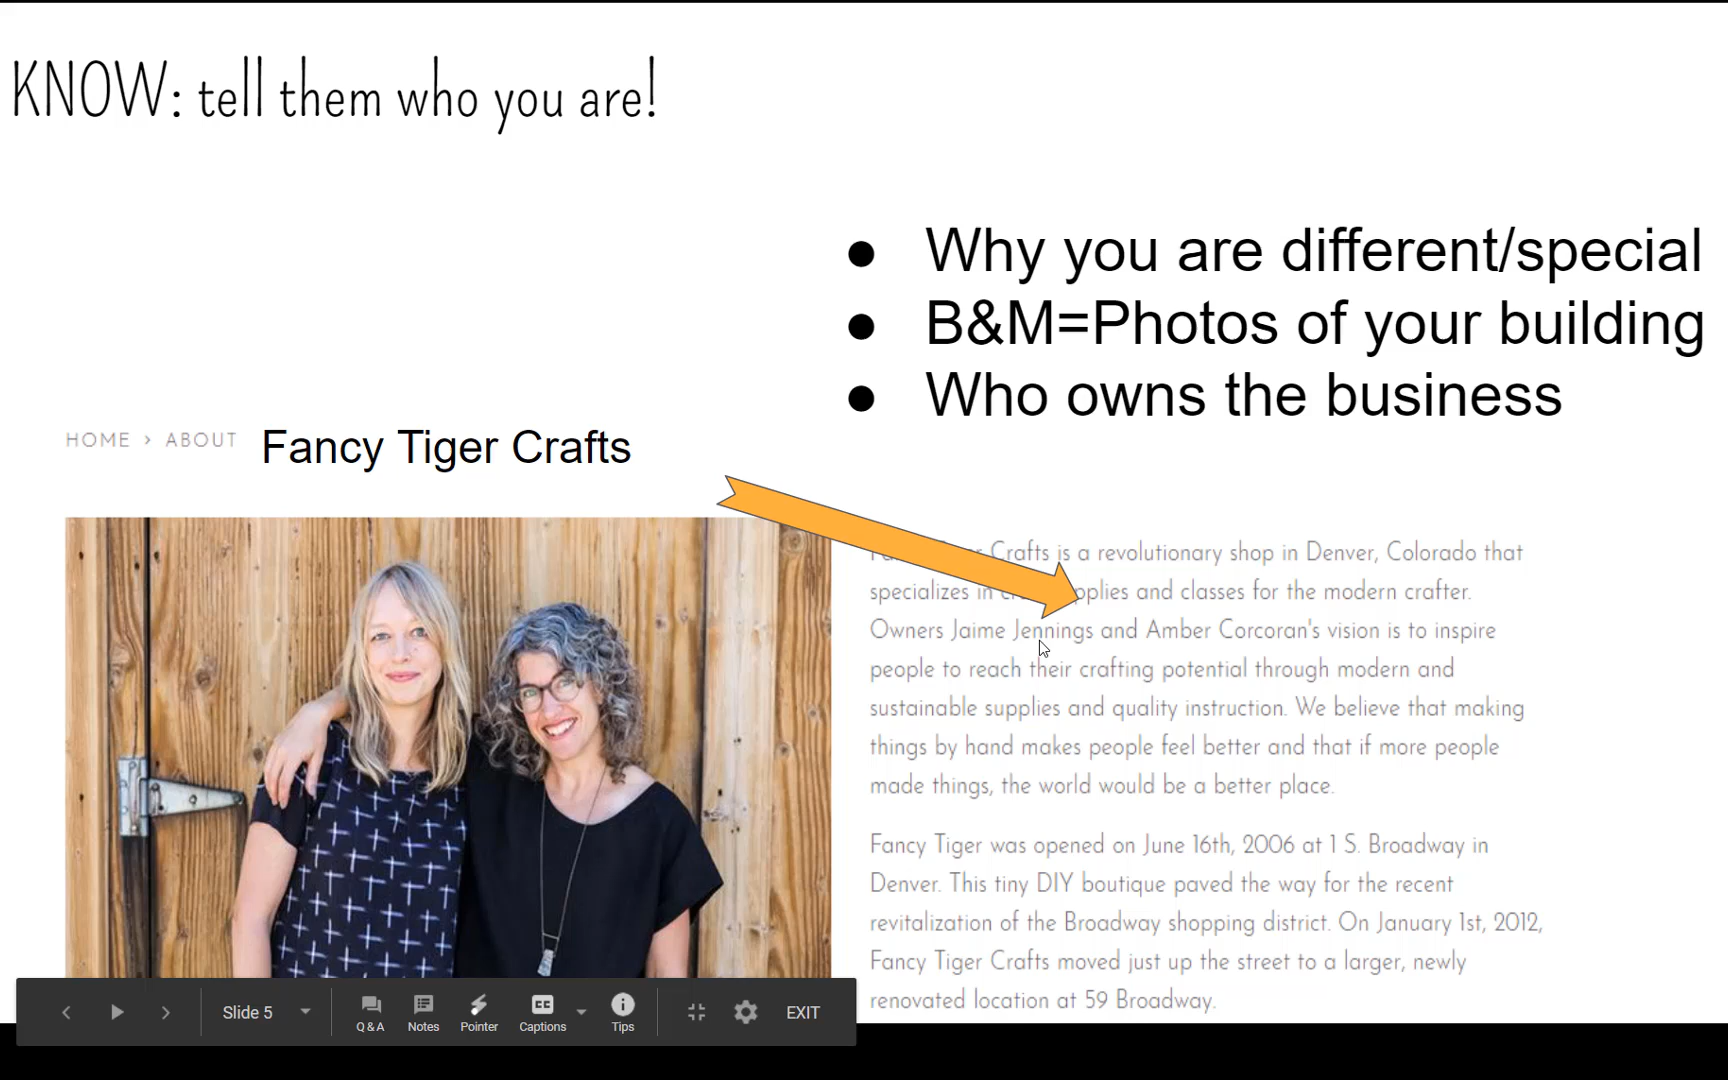 KNOW: tell them who you are!
● Why you are different/special
● B&M=Photos of your building
● Who owns the business
HOME > ABOUT
Fancy Tiger Crafts
Crafts is a revolutionary shop in Denver, Colorado that
specializes in supplies and classes for the modern crafter.
Owners Jaime Jennings and Amber Corcoran's vision is to inspire
people to reach their crafting potential through modern and
sustainable supplies and quality instruction. We believe that making
things by hand makes people feel better and that if more people
made things, the world would be a better place.
Fancy Tiger was opened on June 16th, 2006 at 1 S. Broadway in
Denver. This tiny DIY boutique paved the way for the recent
revitalization of the Broadway shopping district. On January 1st, 2012,
Fancy Tiger Crafts moved just up the street to a larger, newly
renovated location at 59 Broadway.
Slide 5
Q & A
Notes
Pointer
CC
Captions
Tips
EXIT